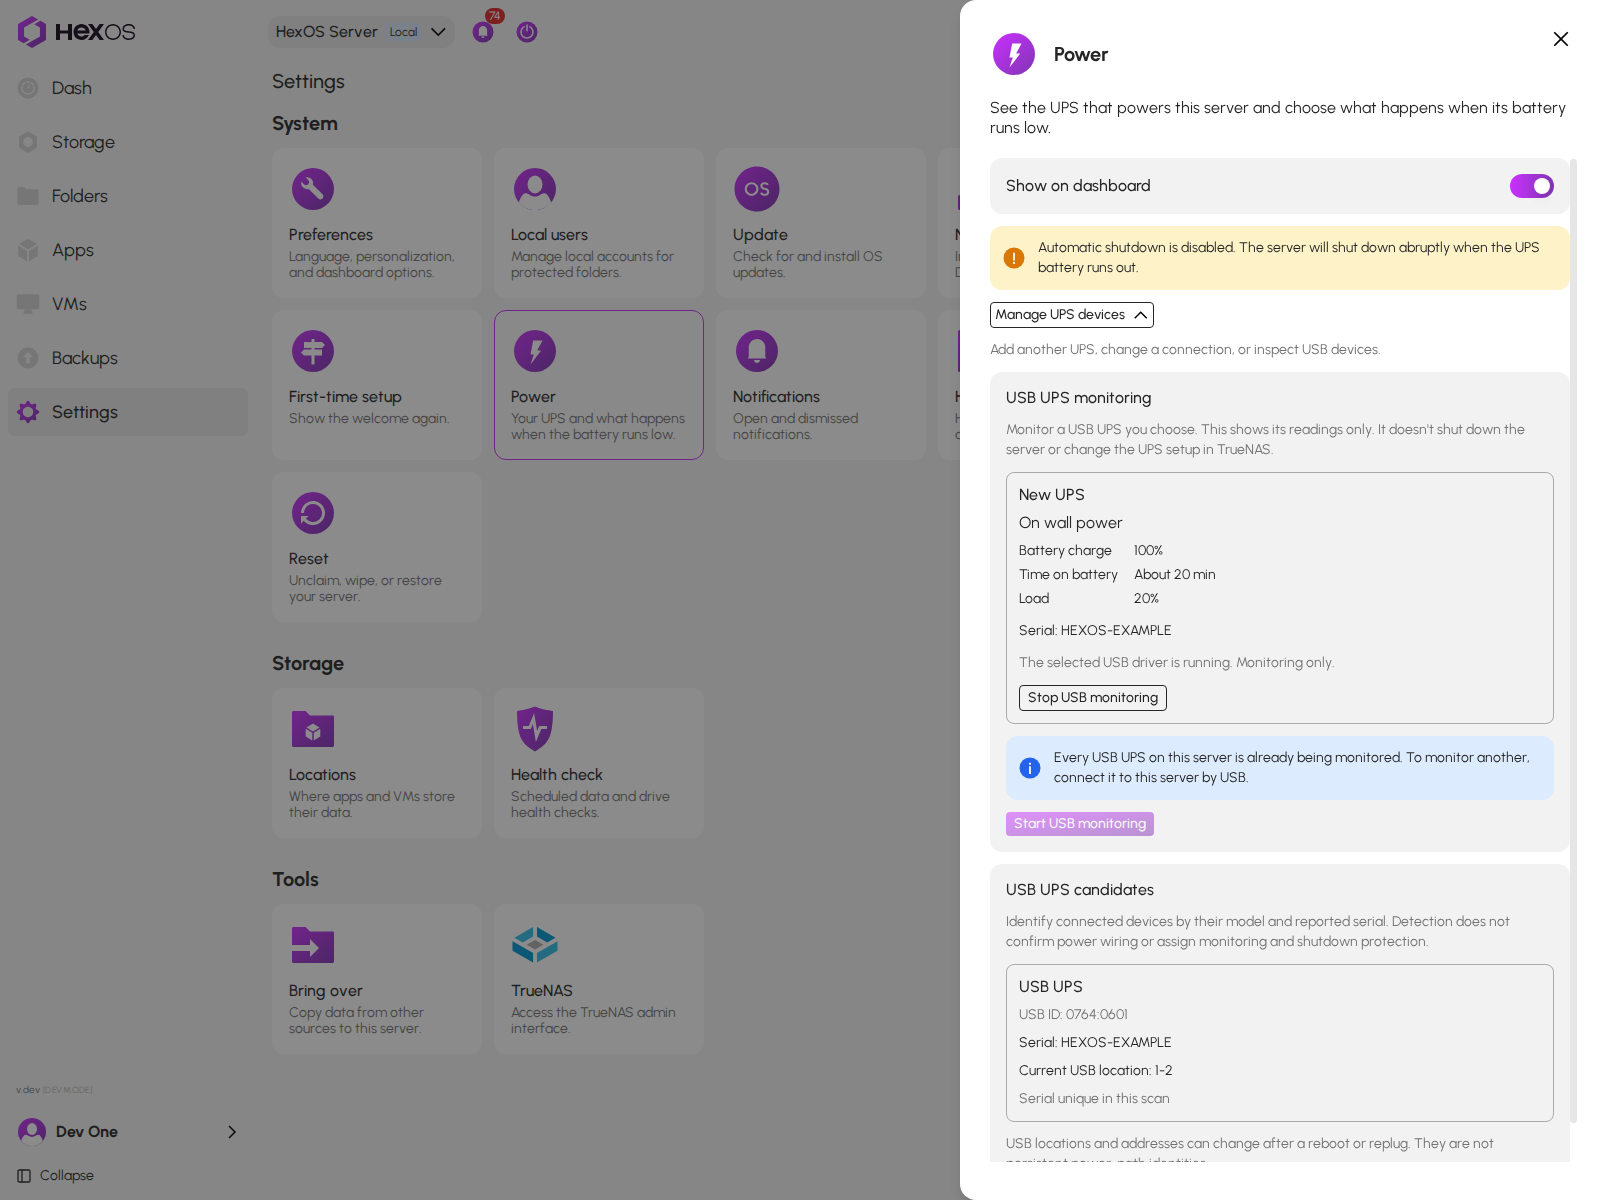 HexOS
HexOS Server Local
74
Dash
Storage
Folders
Apps
VMs
Backups
Settings
v.dev [DEV MODE]
Dev One
Collapse
Settings
System
Preferences
Language, personalization,
and dashboard options.
Local users
Manage local accounts for
protected folders.
OS
Update
Check for and install OS
updates.
First-time setup
Show the welcome again.
Power
Your UPS and what happens
when the battery runs low.
Notifications
Open and dismissed
notifications.
Reset
Unclaim, wipe, or restore
your server.
Storage
Locations
Where apps and VMs store
their data.
Health check
Scheduled data and drive
health checks.
Tools
Bring over
Copy data from other
sources to this server.
TrueNAS
Access the TrueNAS admin
interface.
Power
See the UPS that powers this server and choose what happens when its battery
runs low.
Show on dashboard
Automatic shutdown is disabled. The server will shut down abruptly when the UPS
battery runs out.
Manage UPS devices
Add another UPS, change a connection, or inspect USB devices.
USB UPS monitoring
Monitor a USB UPS you choose. This shows its readings only. It doesn't shut down the
server or change the UPS setup in TrueNAS.
New UPS
On wall power
Battery charge 100%
Time on battery About 20 min
Load 20%
Serial: HEXOS-EXAMPLE
The selected USB driver is running. Monitoring only.
Stop USB monitoring
Every USB UPS on this server is already being monitored. To monitor another,
connect it to this server by USB.
Start USB monitoring
USB UPS candidates
Identify connected devices by their model and reported serial. Detection does not
confirm power wiring or assign monitoring and shutdown protection.
USB UPS
USB ID: 0764:0601
Serial: HEXOS-EXAMPLE
Current USB location: 1-2
Serial unique in this scan
USB locations and addresses can change after a reboot or replug. They are not